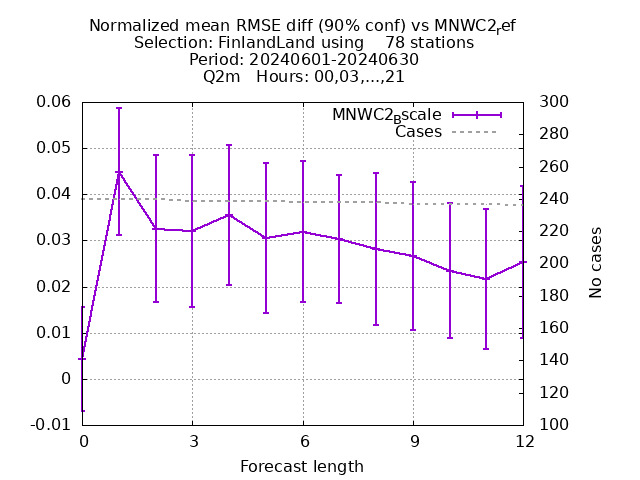 Normalized mean RMSE diff (90% conf) vs MNWC2ref
Selection: FinlandLand using    78 stations
Period: 20240601-20240630
Q2m   Hours: 00,03,...,21
MNWC2Bscale
Cases
0.06
0.05
0.04
0.03
0.02
0.01
0
-0.01
300
280
260
240
220
200
180
160
140
120
100
No cases
0 3 6 9 12
Forecast length